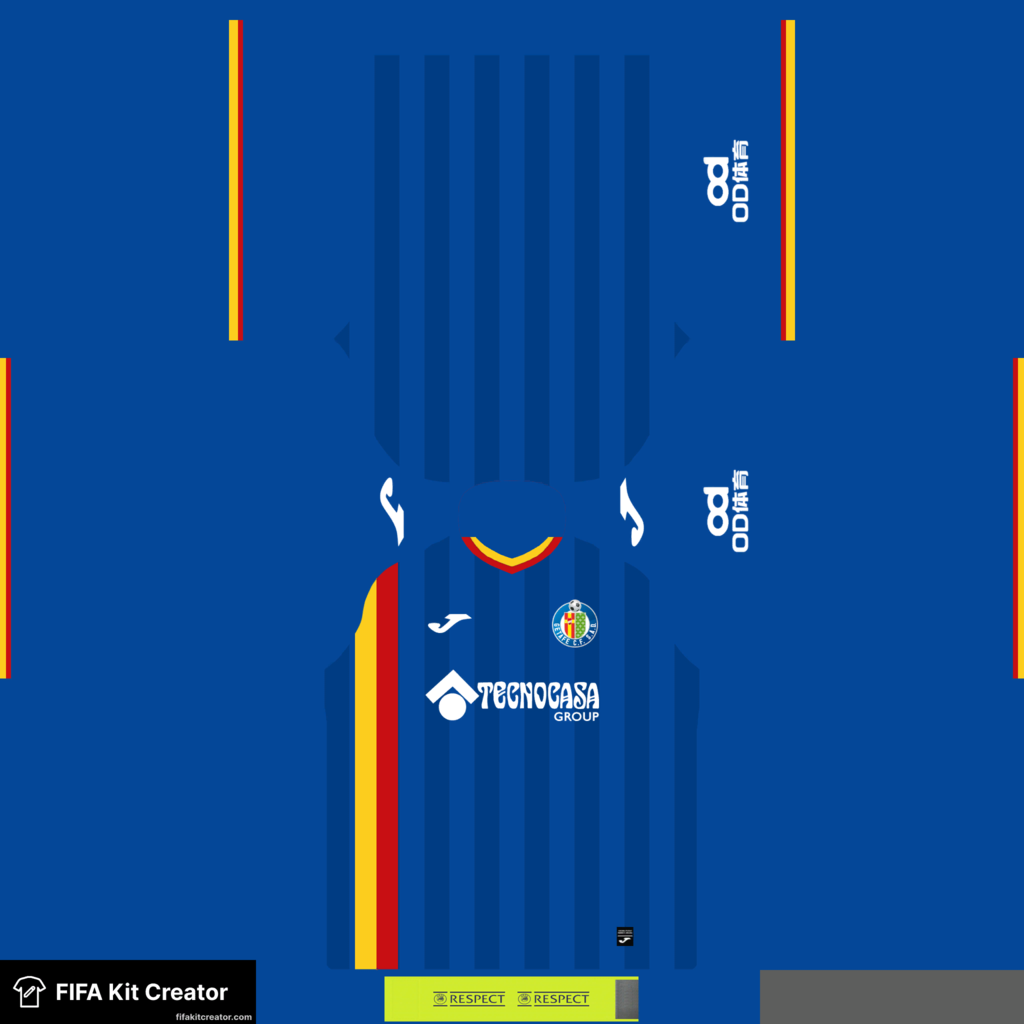 OD体育
OD体育
GETAFE C.F. S.A.D.
TECNOCASA
GROUP
RESPECT RESPECT
FIFA Kit Creator
fifakitcreator.com